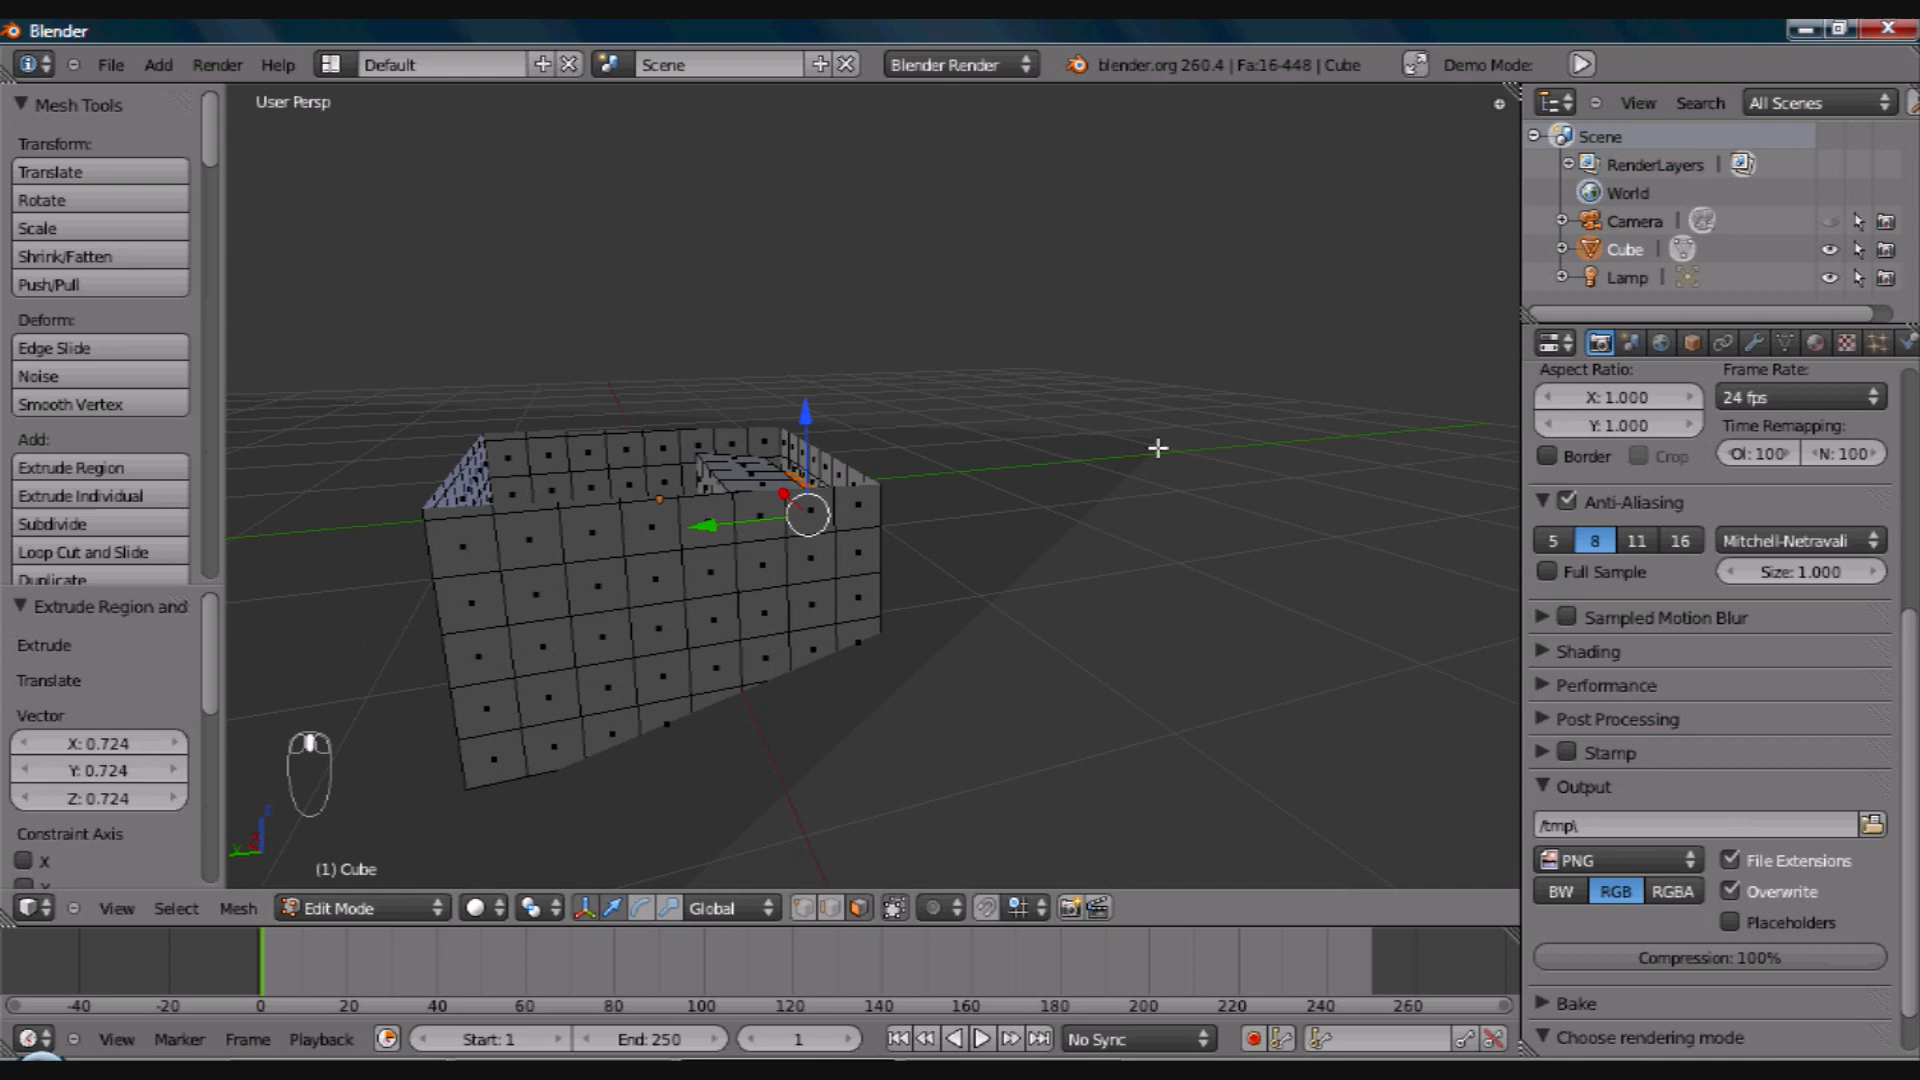 Blender
File Add Render Help Default Scene Blender Render blender.org 260.4 | Fa:16-448 | Cube Demo Mode:
Mesh Tools
Transform:
Translate
Rotate
Scale
Shrink/Fatten
Push/Pull
Deform:
Edge Slide
Noise
Smooth Vertex
Add:
Extrude Region
Extrude Individual
Subdivide
Loop Cut and Slide
Duplicate
Extrude Region and
Extrude
Translate
Vector
X: 0.724
Y: 0.724
Z: 0.724
Constraint Axis
X
Y
User Persp
(1) Cube
View Select Mesh Edit Mode Global
-40 -20 0 20 40 60 80 100 120 140 160 180 200 220 240 260
View Marker Frame Playback Start: 1 End: 250 1 No Sync
View Search All Scenes
Scene
RenderLayers |
World
Camera |
Cube |
Lamp |
Aspect Ratio: Frame Rate:
X: 1.000 24 fps
Y: 1.000 Time Remapping:
Border Crop Ol: 100 N: 100
Anti-Aliasing
5 8 11 16 Mitchell-Netravali
Full Sample Size: 1.000
Sampled Motion Blur
Shading
Performance
Post Processing
Stamp
Output
/tmp\
PNG File Extensions
BW RGB RGBA Overwrite
Placeholders
Compression: 100%
Bake
Choose rendering mode